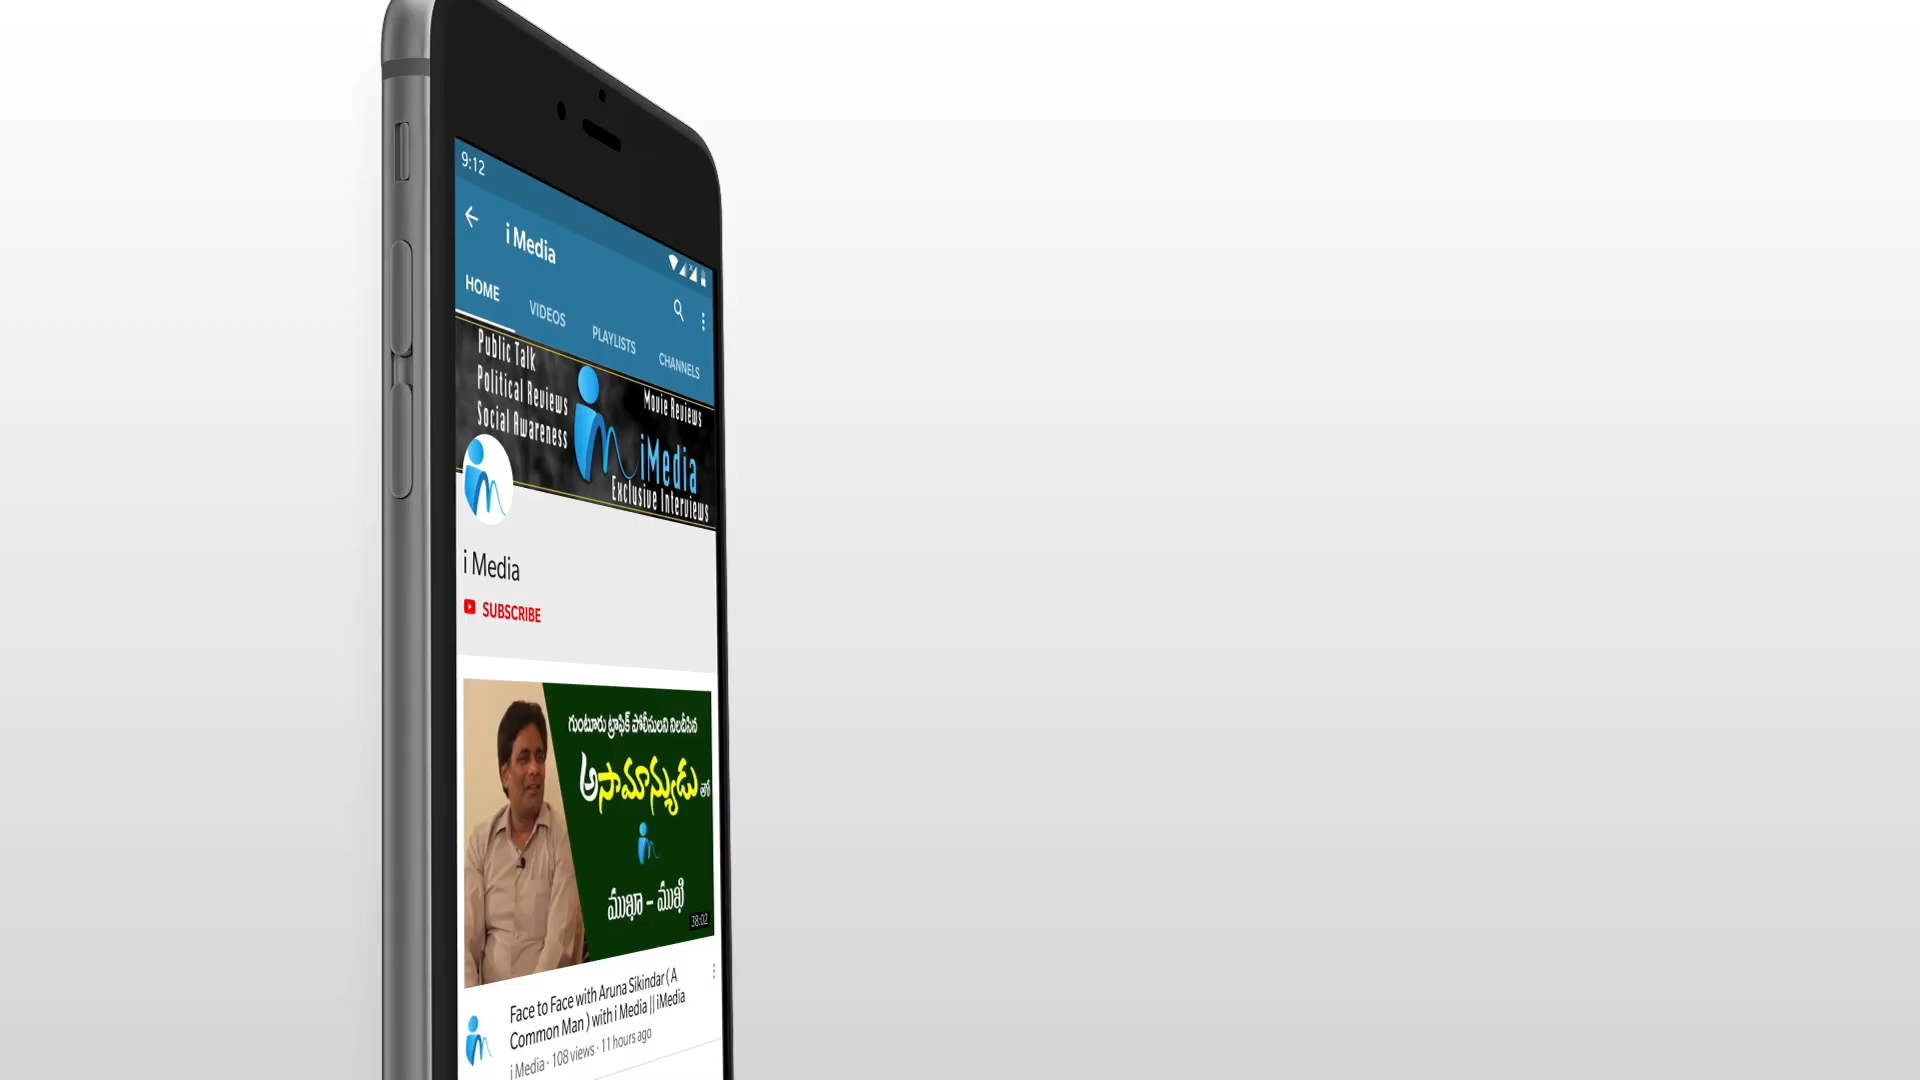 9:12
i Media
HOME
VIDEOS
PLAYLISTS
CHANNELS
Public Talk
Political Reviews
Social Awareness
Movie Reviews
iMedia
Exclusive Interviews
i Media
SUBSCRIBE
గుంటూరు ట్రాఫిక్ పోలీసులని నిలదీసిన
అసామాన్యుడు తో
ముఖా - ముఖి
38:02
Face to Face with Aruna Sikindar ( A
Common Man ) with i Media || iMedia
i Media · 108 views · 11 hours ago